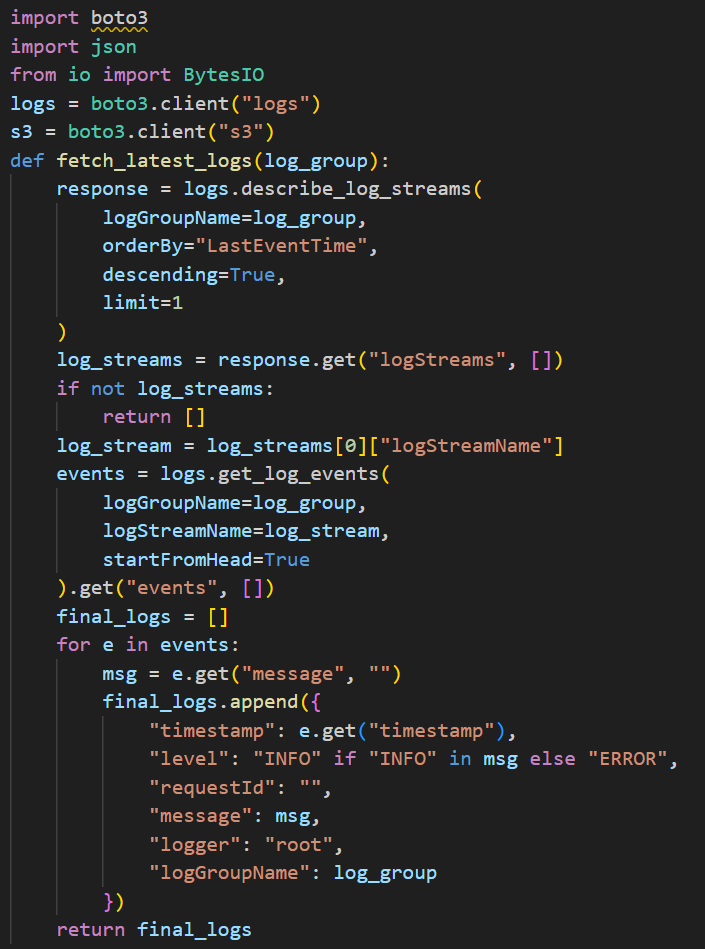 import boto3
import json
from io import BytesIO
logs = boto3.client("logs")
s3 = boto3.client("s3")
def fetch_latest_logs(log_group):
    response = logs.describe_log_streams(
        logGroupName=log_group,
        orderBy="LastEventTime",
        descending=True,
        limit=1
    )
    log_streams = response.get("logStreams", [])
    if not log_streams:
        return []
    log_stream = log_streams[0]["logStreamName"]
    events = logs.get_log_events(
        logGroupName=log_group,
        logStreamName=log_stream,
        startFromHead=True
    ).get("events", [])
    final_logs = []
    for e in events:
        msg = e.get("message", "")
        final_logs.append({
            "timestamp": e.get("timestamp"),
            "level": "INFO" if "INFO" in msg else "ERROR",
            "requestId": "",
            "message": msg,
            "logger": "root",
            "logGroupName": log_group
        })
    return final_logs